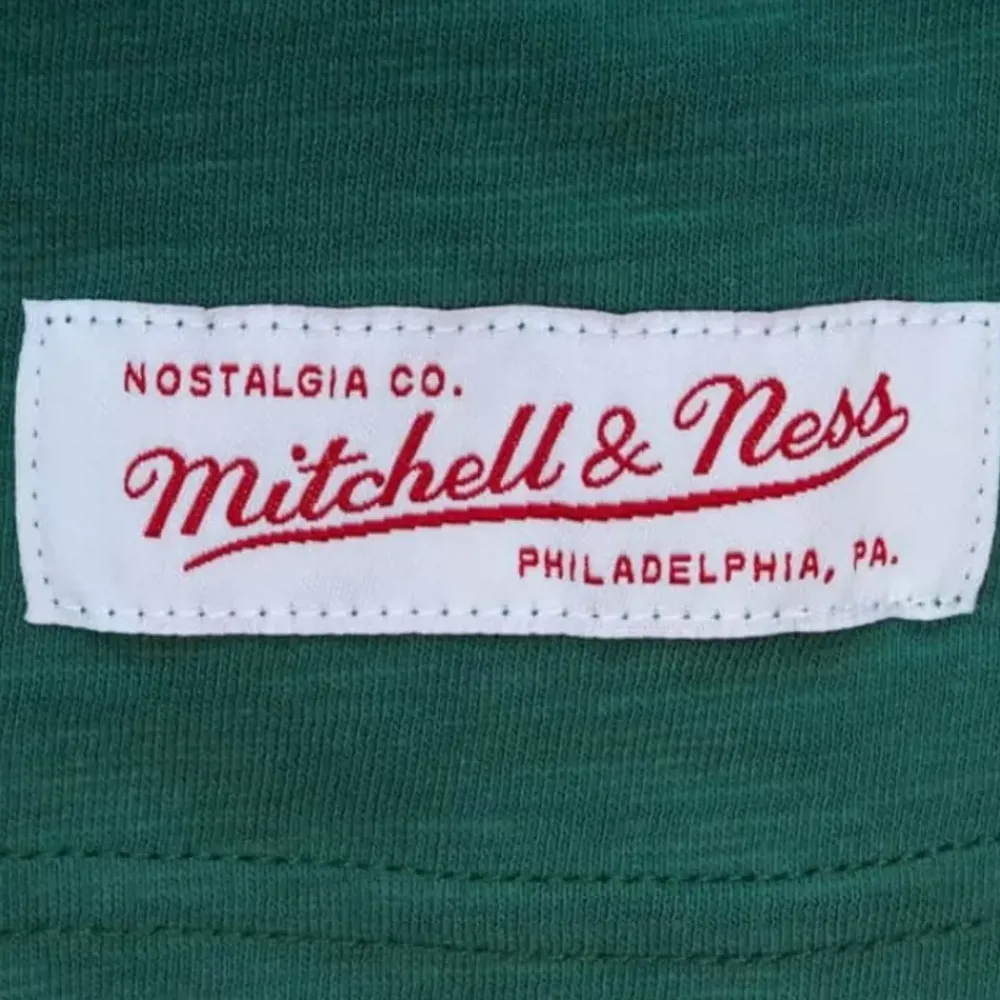 NOSTALGIA CO.
Mitchell & Ness
PHILADELPHIA, PA.